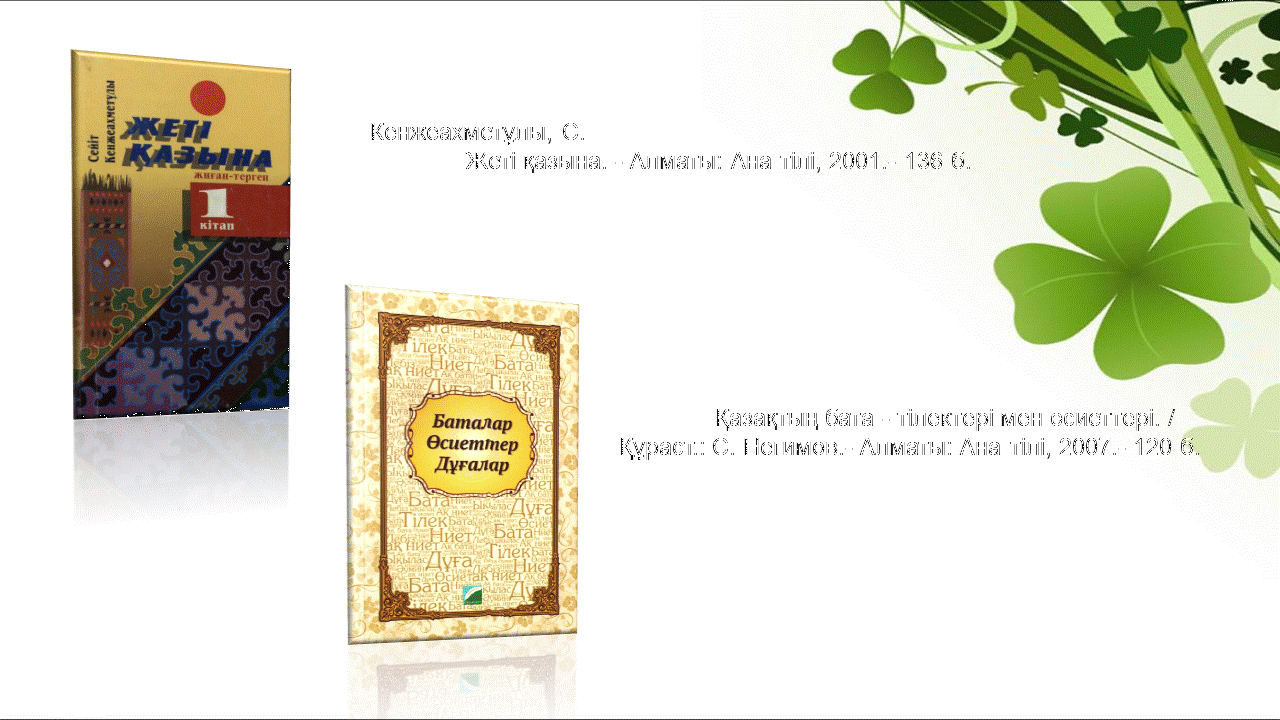 Сейіт
Кенжеахметұлы
ЖЕТІ
ҚАЗЫНА
жиған-терген
1
кітап
Кенжеахметұлы, С.
Жеті қазына. - Алматы: Ана тілі, 2001. - 136 б.
Баталар
Өсиеттер
Дұғалар
Қазақтың бата - тілектері мен өсиеттері. /
Құраст.: С. Негимов.- Алматы: Ана тілі, 2007.- 120 б.